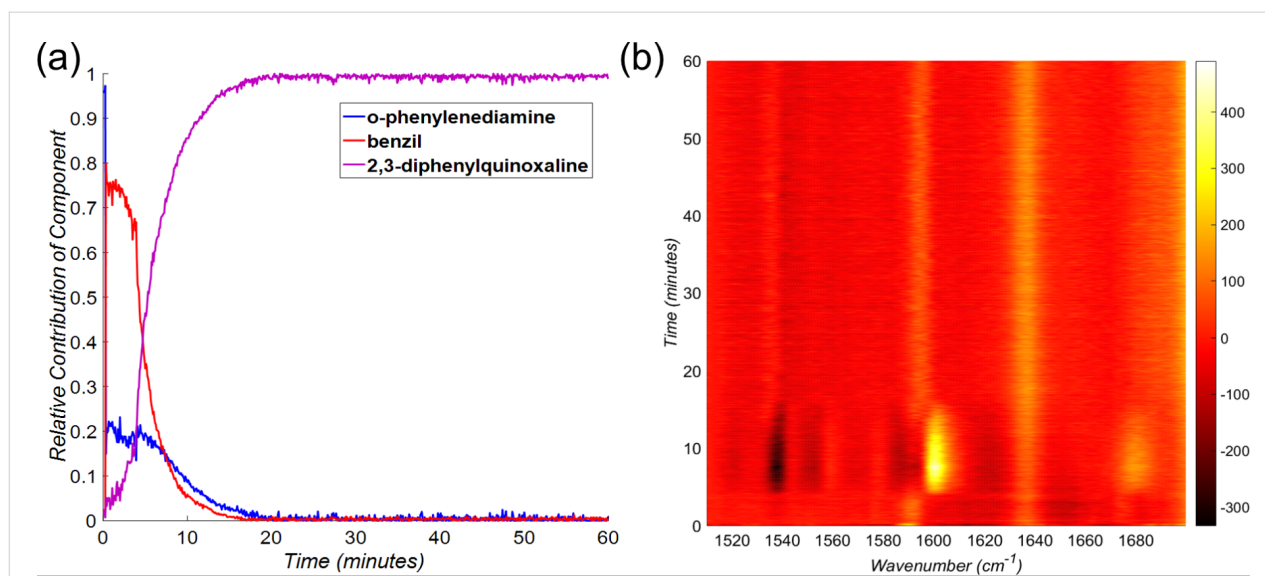 (a)
Relative Contribution of Component
1
0.9
0.8
0.7
0.6
0.5
0.4
0.3
0.2
0.1
0
o-phenylenediamine
benzil
2,3-diphenylquinoxaline
0 10 20 30 40 50 60
Time (minutes)
(b)
Time (minutes)
60
50
40
30
20
10
0
1520 1540 1560 1580 1600 1620 1640 1660 1680
Wavenumber (cm⁻¹)
400
300
200
100
0
-100
-200
-300